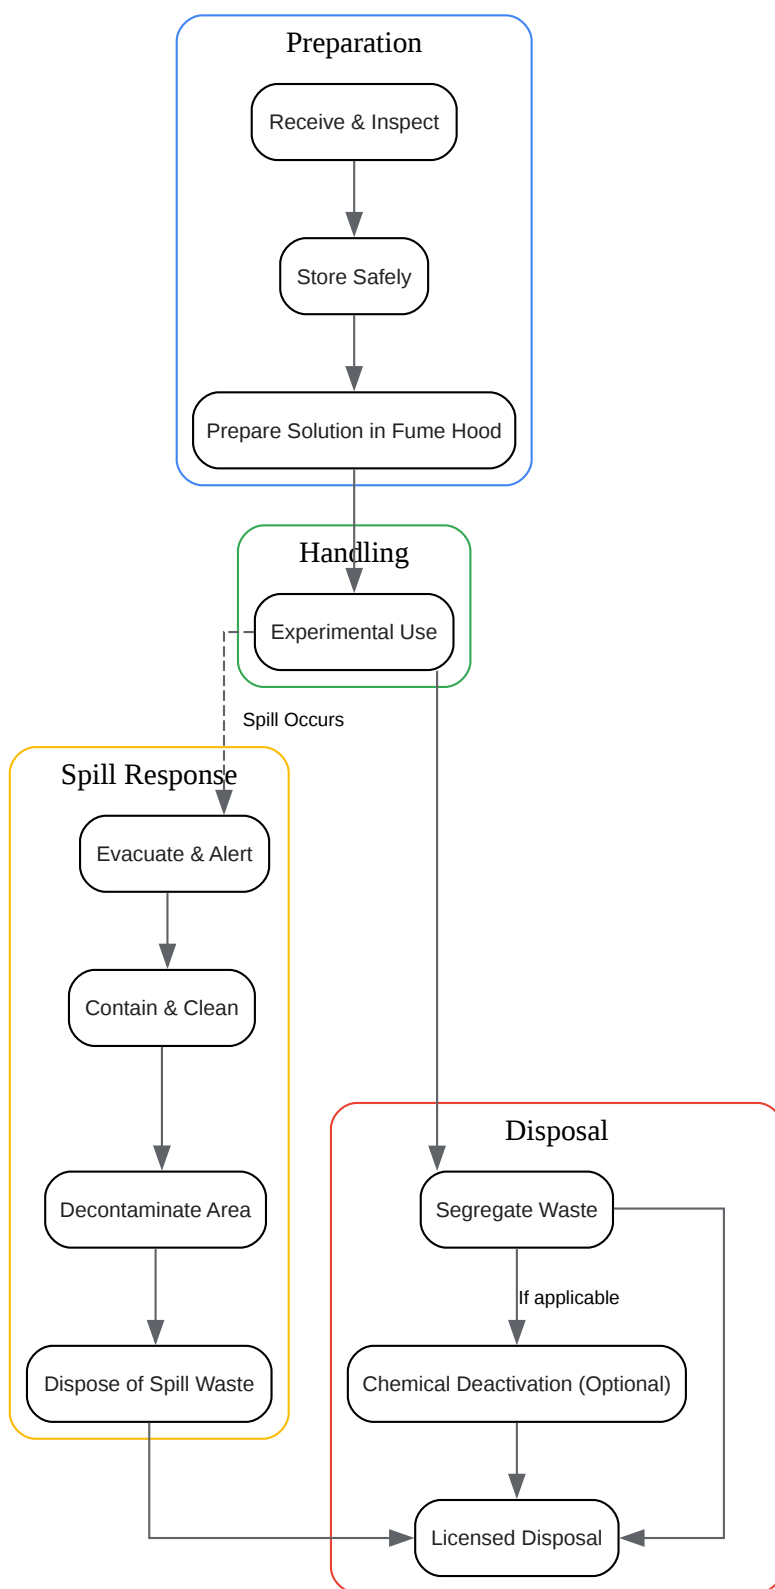 Preparation
Receive & Inspect
Store Safely
Prepare Solution in Fume Hood
Handling
Experimental Use
Spill Occurs
Spill Response
Evacuate & Alert
Contain & Clean
Disposal
Decontaminate Area
Segregate Waste
If applicable
Dispose of Spill Waste
Chemical Deactivation (Optional)
Licensed Disposal